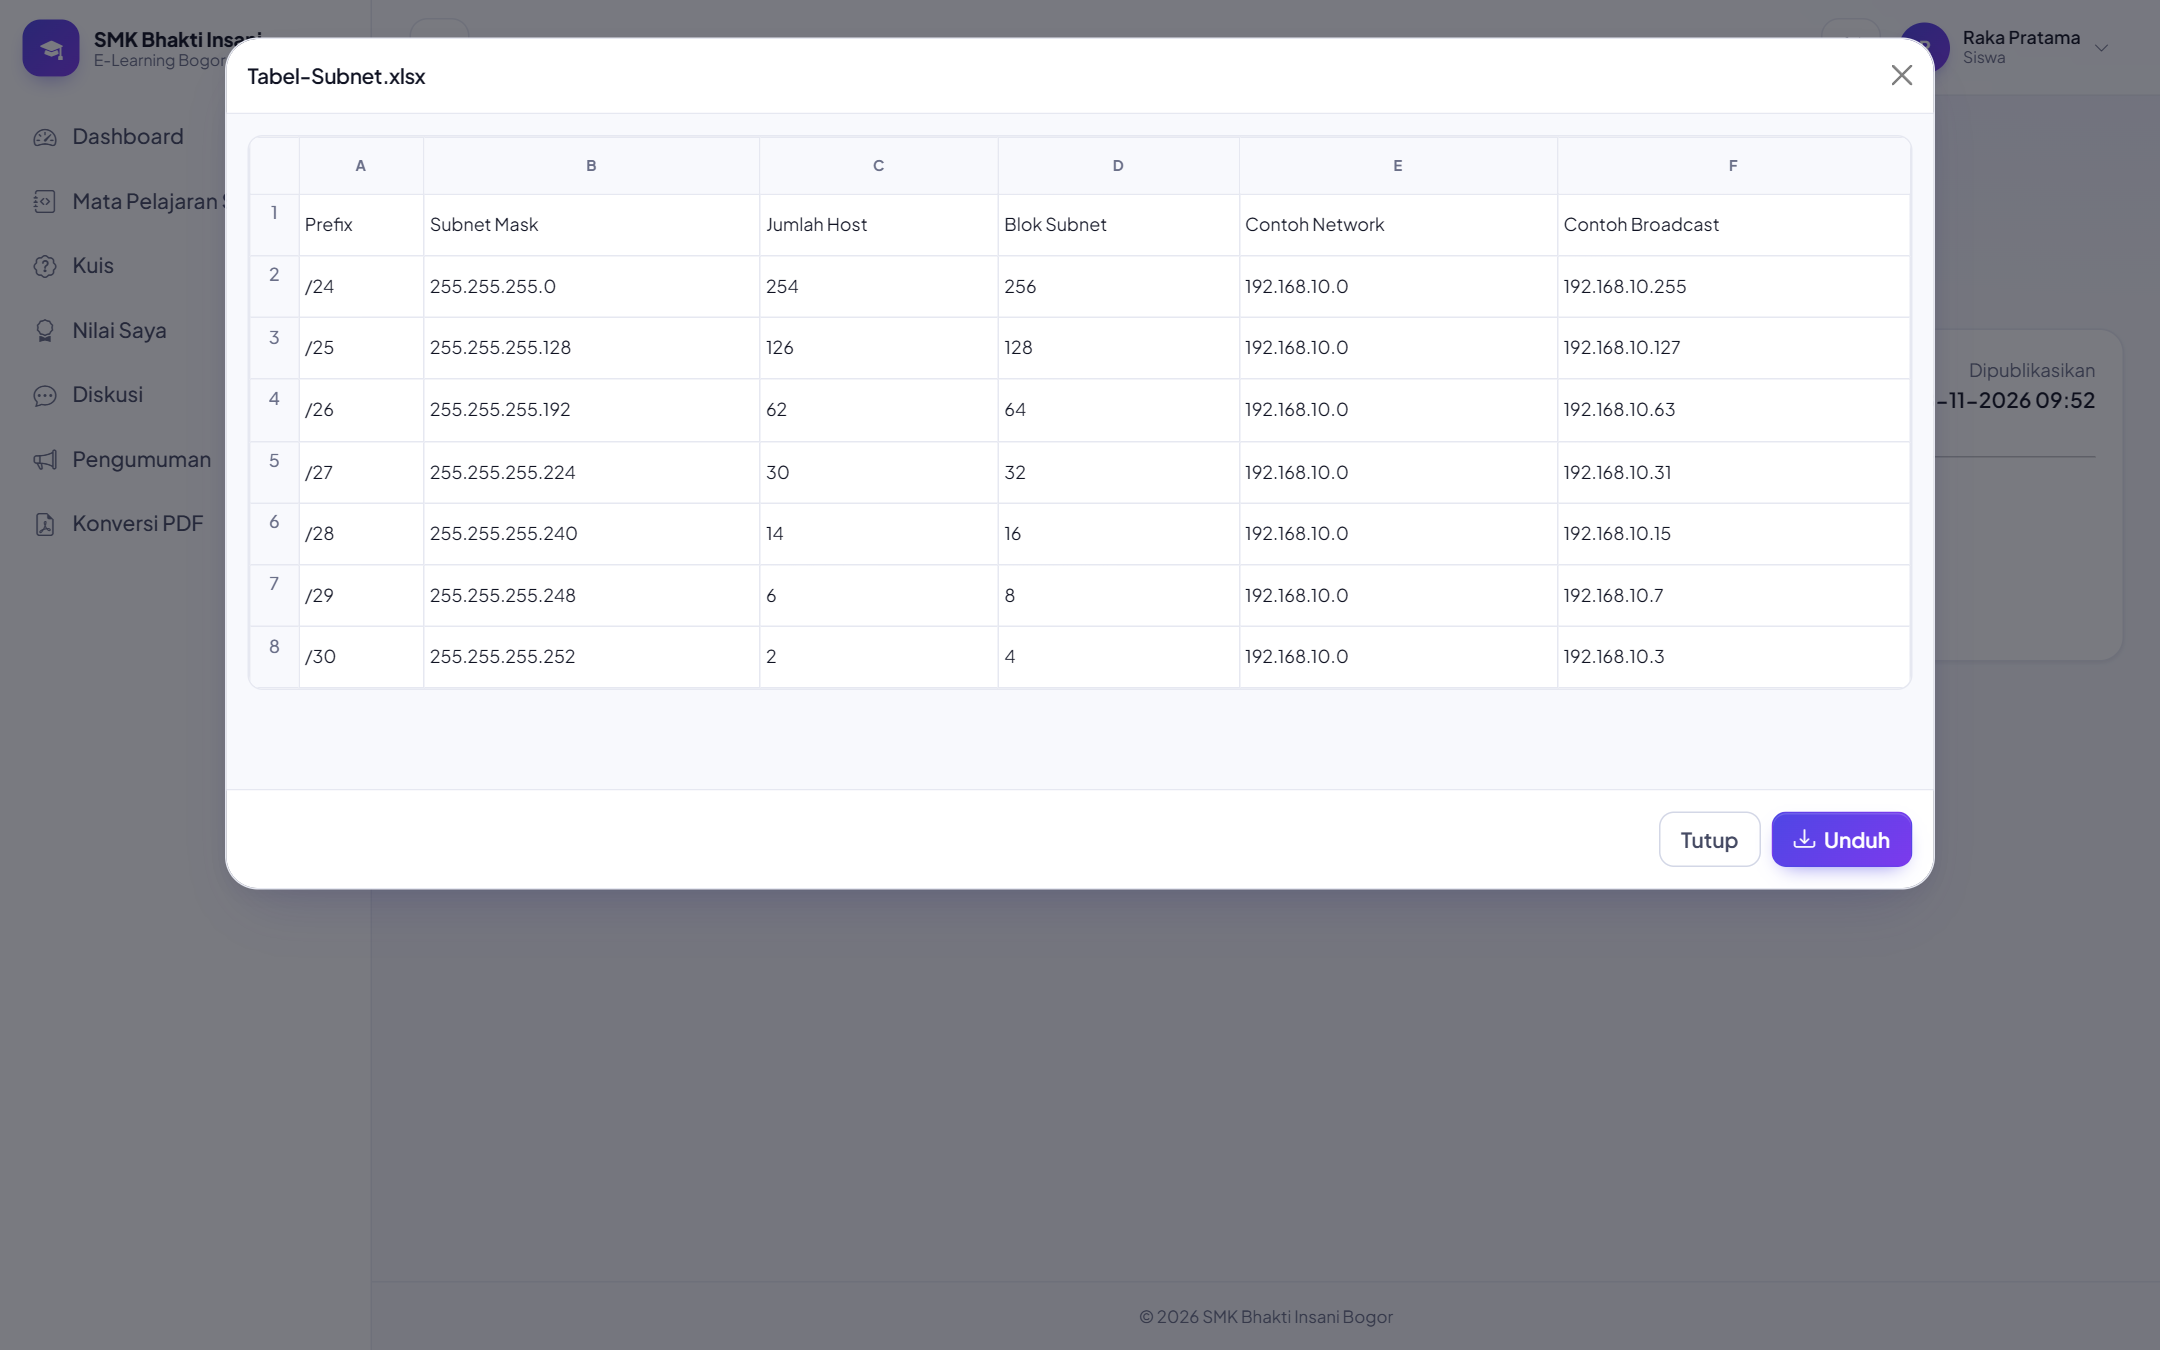 SMK Bhakti Insani
E-Learning Bogor
Raka Pratama
Siswa
Dashboard
Mata Pelajaran
Kuis
Nilai Saya
Diskusi
Pengumuman
Konversi PDF
Tabel-Subnet.xlsx
A B C D E F
1 Prefix Subnet Mask Jumlah Host Blok Subnet Contoh Network Contoh Broadcast
2 /24 255.255.255.0 254 256 192.168.10.0 192.168.10.255
3 /25 255.255.255.128 126 128 192.168.10.0 192.168.10.127
4 /26 255.255.255.192 62 64 192.168.10.0 192.168.10.63
5 /27 255.255.255.224 30 32 192.168.10.0 192.168.10.31
6 /28 255.255.255.240 14 16 192.168.10.0 192.168.10.15
7 /29 255.255.255.248 6 8 192.168.10.0 192.168.10.7
8 /30 255.255.255.252 2 4 192.168.10.0 192.168.10.3
Dipublikasikan
-11-2026 09:52
Tutup Unduh
© 2026 SMK Bhakti Insani Bogor